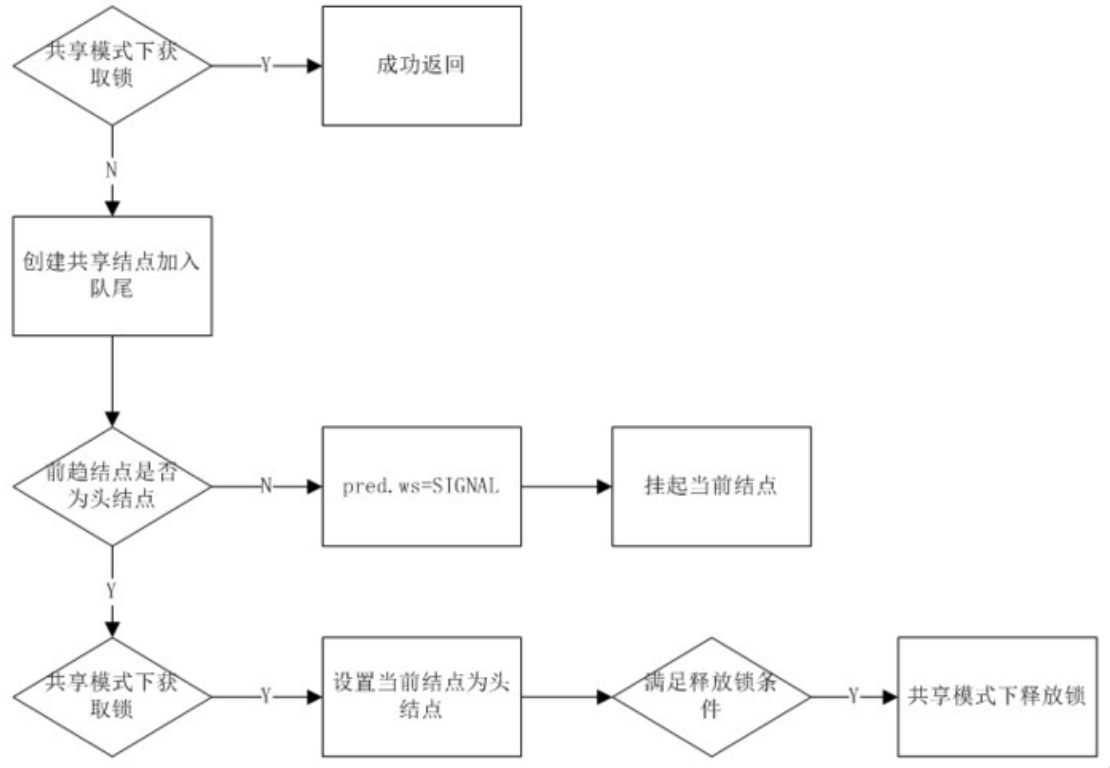 共享模式下获
取锁
Y
成功返回
N
创建共享结点加入
队尾
前趋结点是否
为头结点
N
pred.ws=SIGNAL
挂起当前结点
Y
共享模式下获
取锁
Y
设置当前结点为头
结点
满足释放锁条
件
Y
共享模式下释放锁